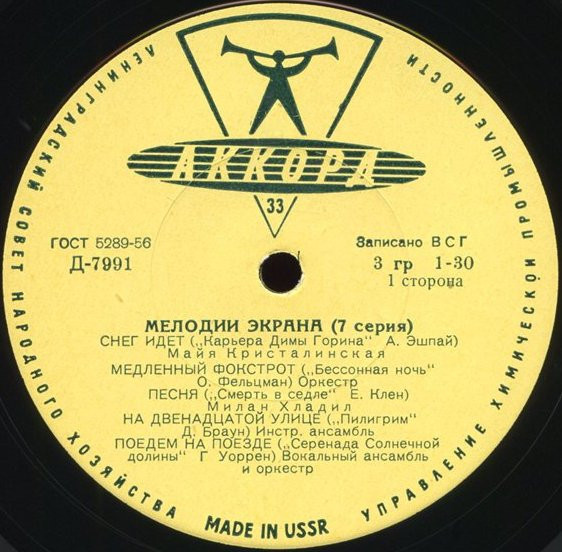 ЛЕНИНГРАДСКИЙ СОВЕТ НАРОДНОГО ХОЗЯЙСТВА
УПРАВЛЕНИЕ ХИМИЧЕСКОЙ ПРОМЫШЛЕННОСТИ
АККОРД
33
ГОСТ 5289-56
Д-7991
Записано ВСГ
3 гр 1-30
1 сторона
МЕЛОДИИ ЭКРАНА (7 серия)
СНЕГ ИДЕТ („Карьера Димы Горина" А. Эшпай)
Майя Кристалинская
МЕДЛЕННЫЙ ФОКСТРОТ („Бессонная ночь"
О. Фельцман) Оркестр
ПЕСНЯ („Смерть в седле" Е. Клен)
Милан Хладил
НА ДВЕНАДЦАТОЙ УЛИЦЕ („Пилигрим"
Д. Браун) Инстр. ансамбль
ПОЕДЕМ НА ПОЕЗДЕ („Серенада Солнечной
долины" Г Уоррен) Вокальный ансамбль
и оркестр
MADE IN USSR